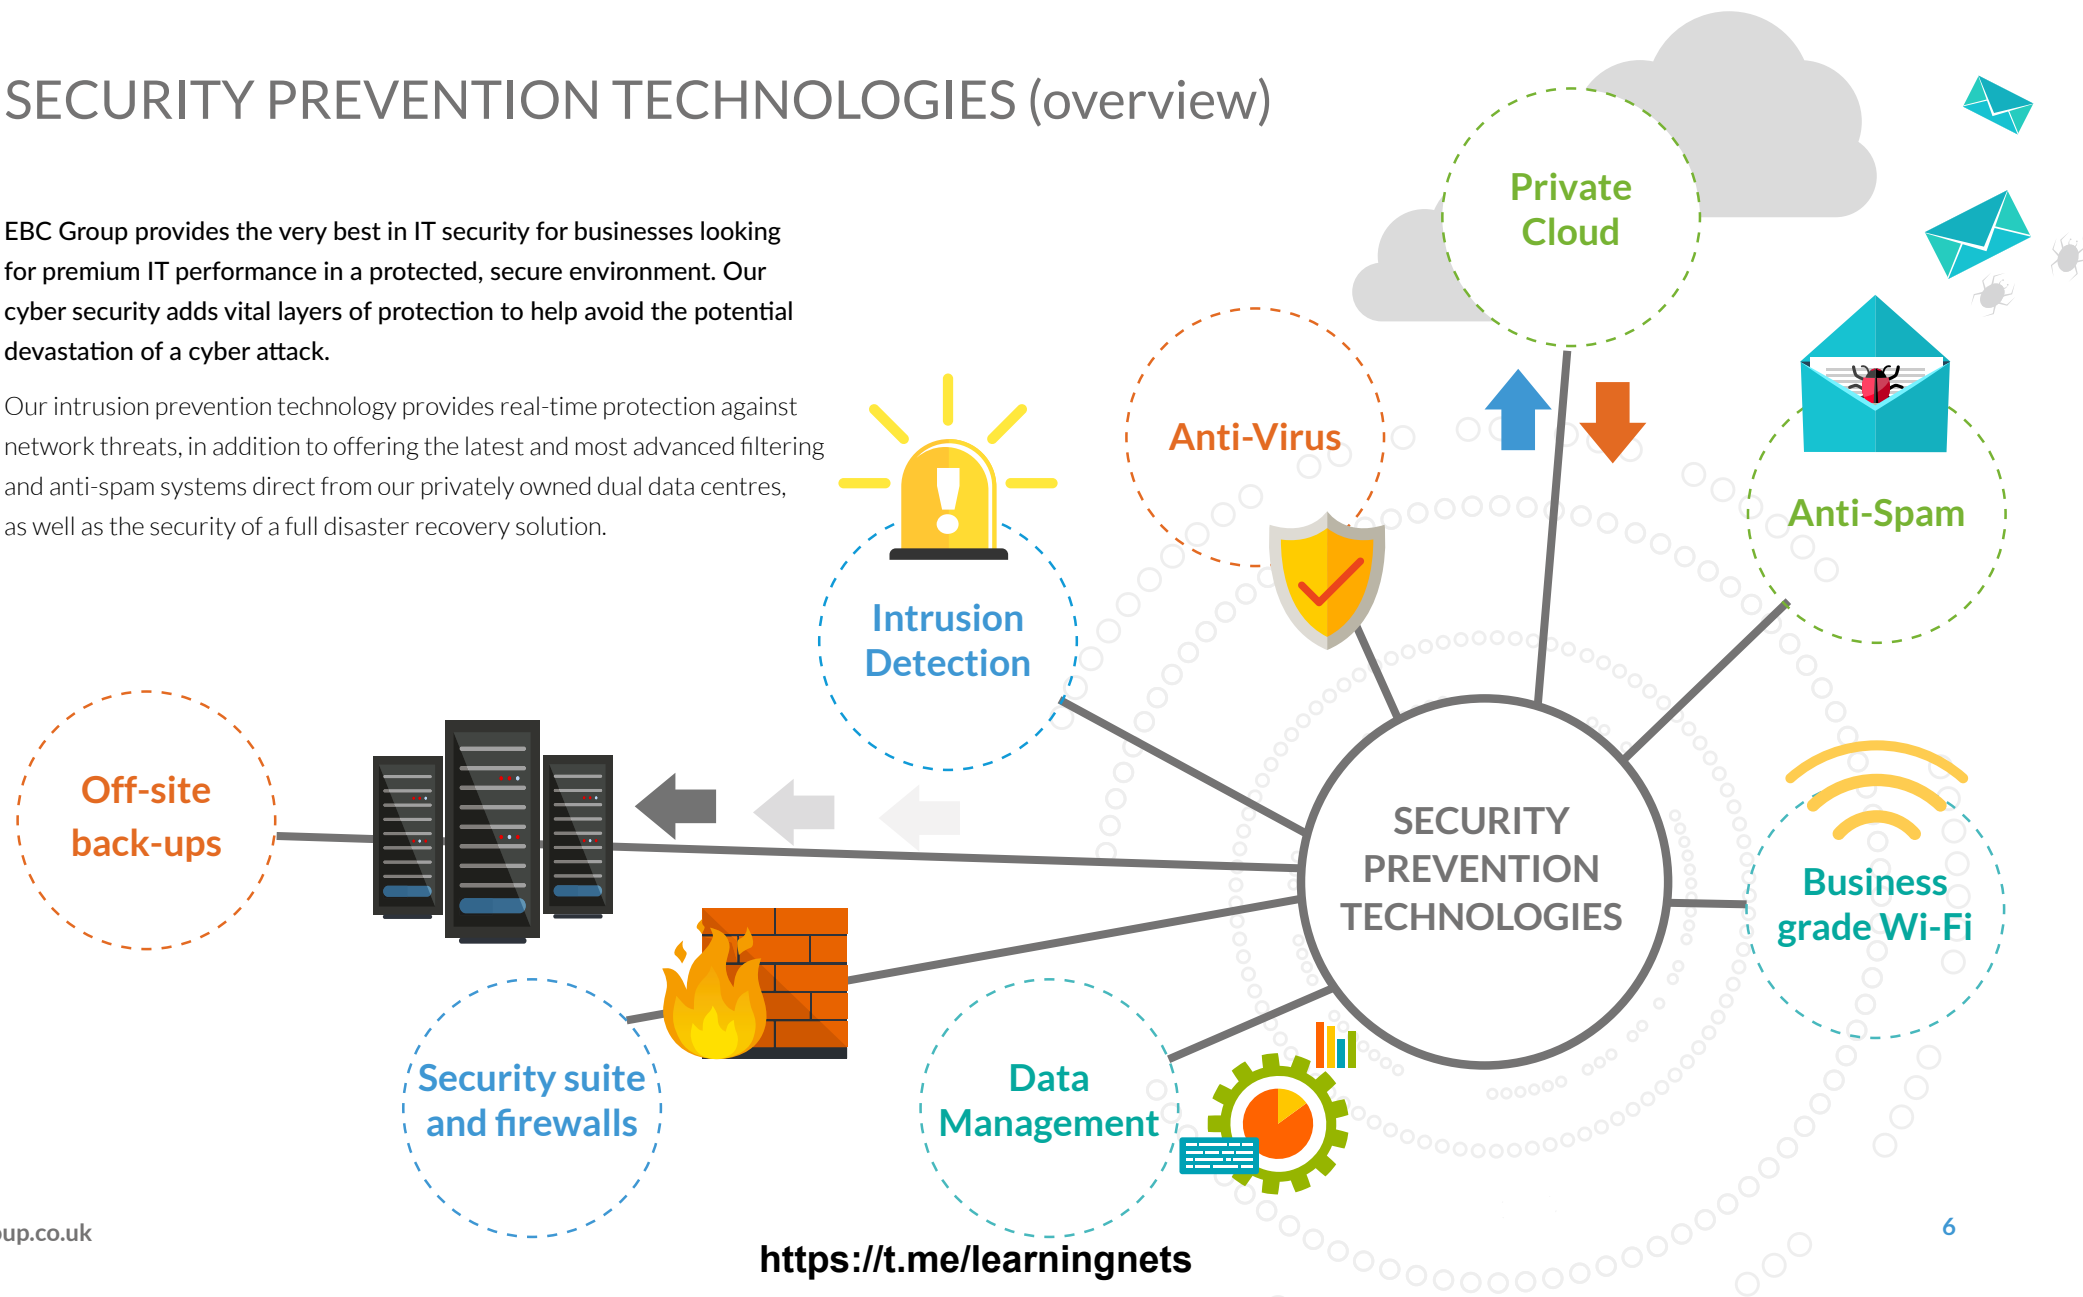 SECURITY PREVENTION TECHNOLOGIES (overview)
EBC Group provides the very best in IT security for businesses looking
for premium IT performance in a protected, secure environment. Our
cyber security adds vital layers of protection to help avoid the potential
devastation of a cyber attack.
Our intrusion prevention technology provides real-time protection against
network threats, in addition to offering the latest and most advanced filtering
and anti-spam systems direct from our privately owned dual data centres,
as well as the security of a full disaster recovery solution.
Private
Cloud
Anti-Virus
Anti-Spam
Intrusion
Detection
Off-site
back-ups
SECURITY
PREVENTION
TECHNOLOGIES
Business
grade Wi-Fi
Security suite
and firewalls
Data
Management
up.co.uk
6
https://t.me/learningnets